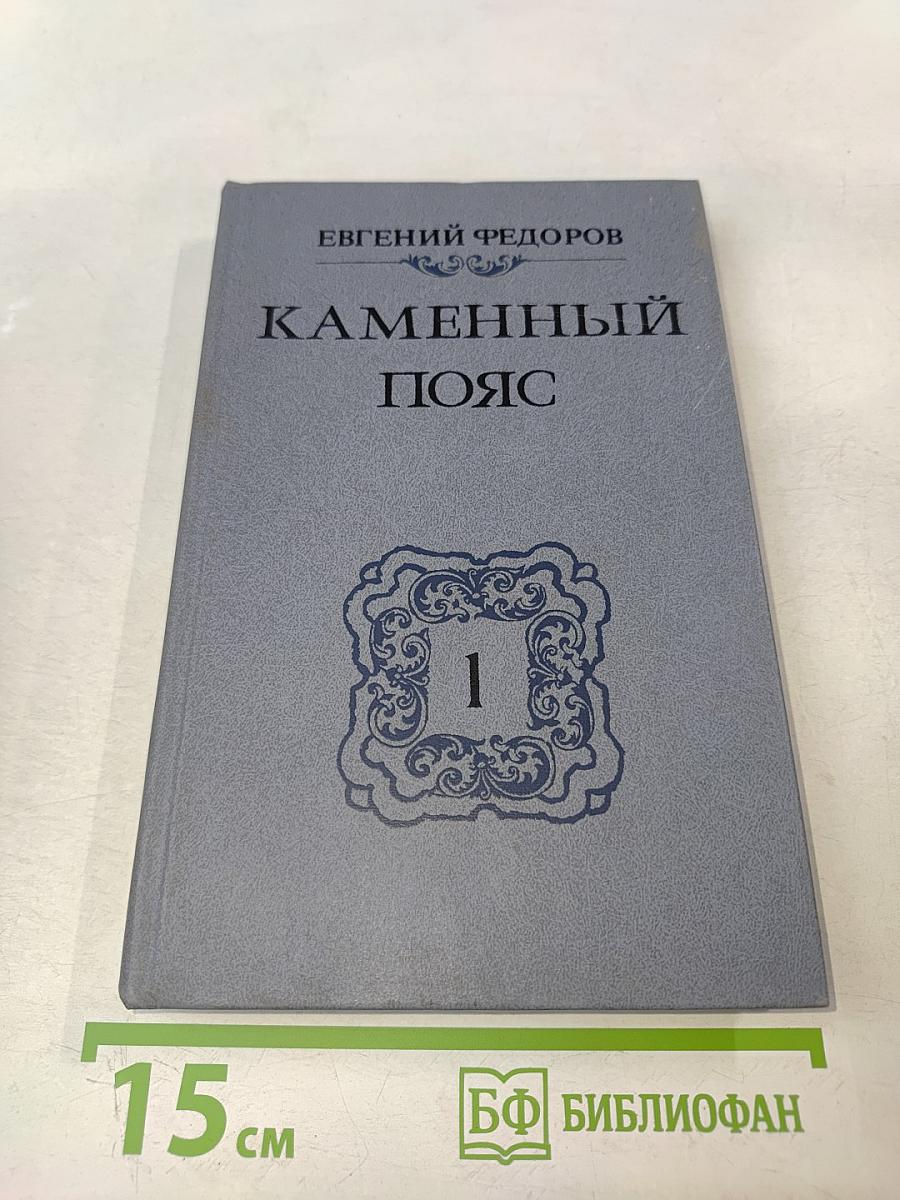 ЕВГЕНИЙ ФЕДОРОВ
КАМЕННЫЙ
ПОЯС
1
15 см
БФ БИБЛИОФАН